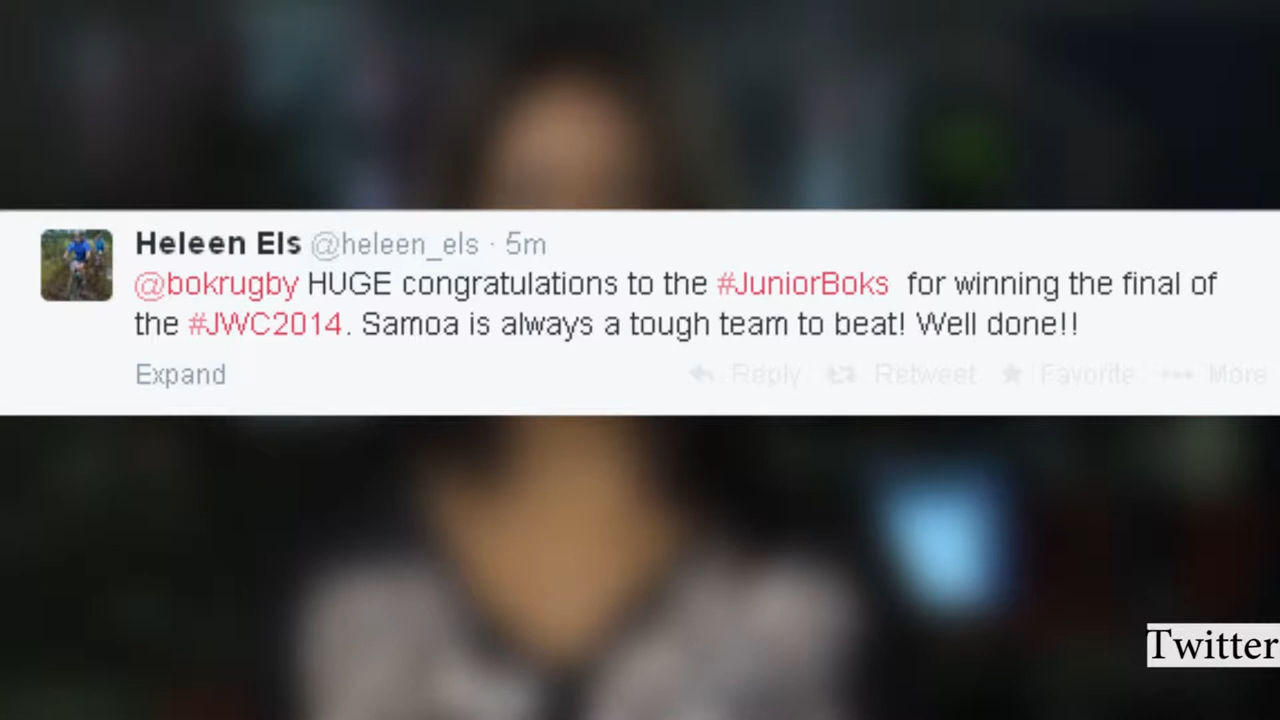 Heleen Els @heleen_els · 5m
@bokrugby HUGE congratulations to the #JuniorBoks for winning the final of
the #JWC2014. Samoa is always a tough team to beat! Well done!!
Expand Reply Retweet Favorite More
Twitter